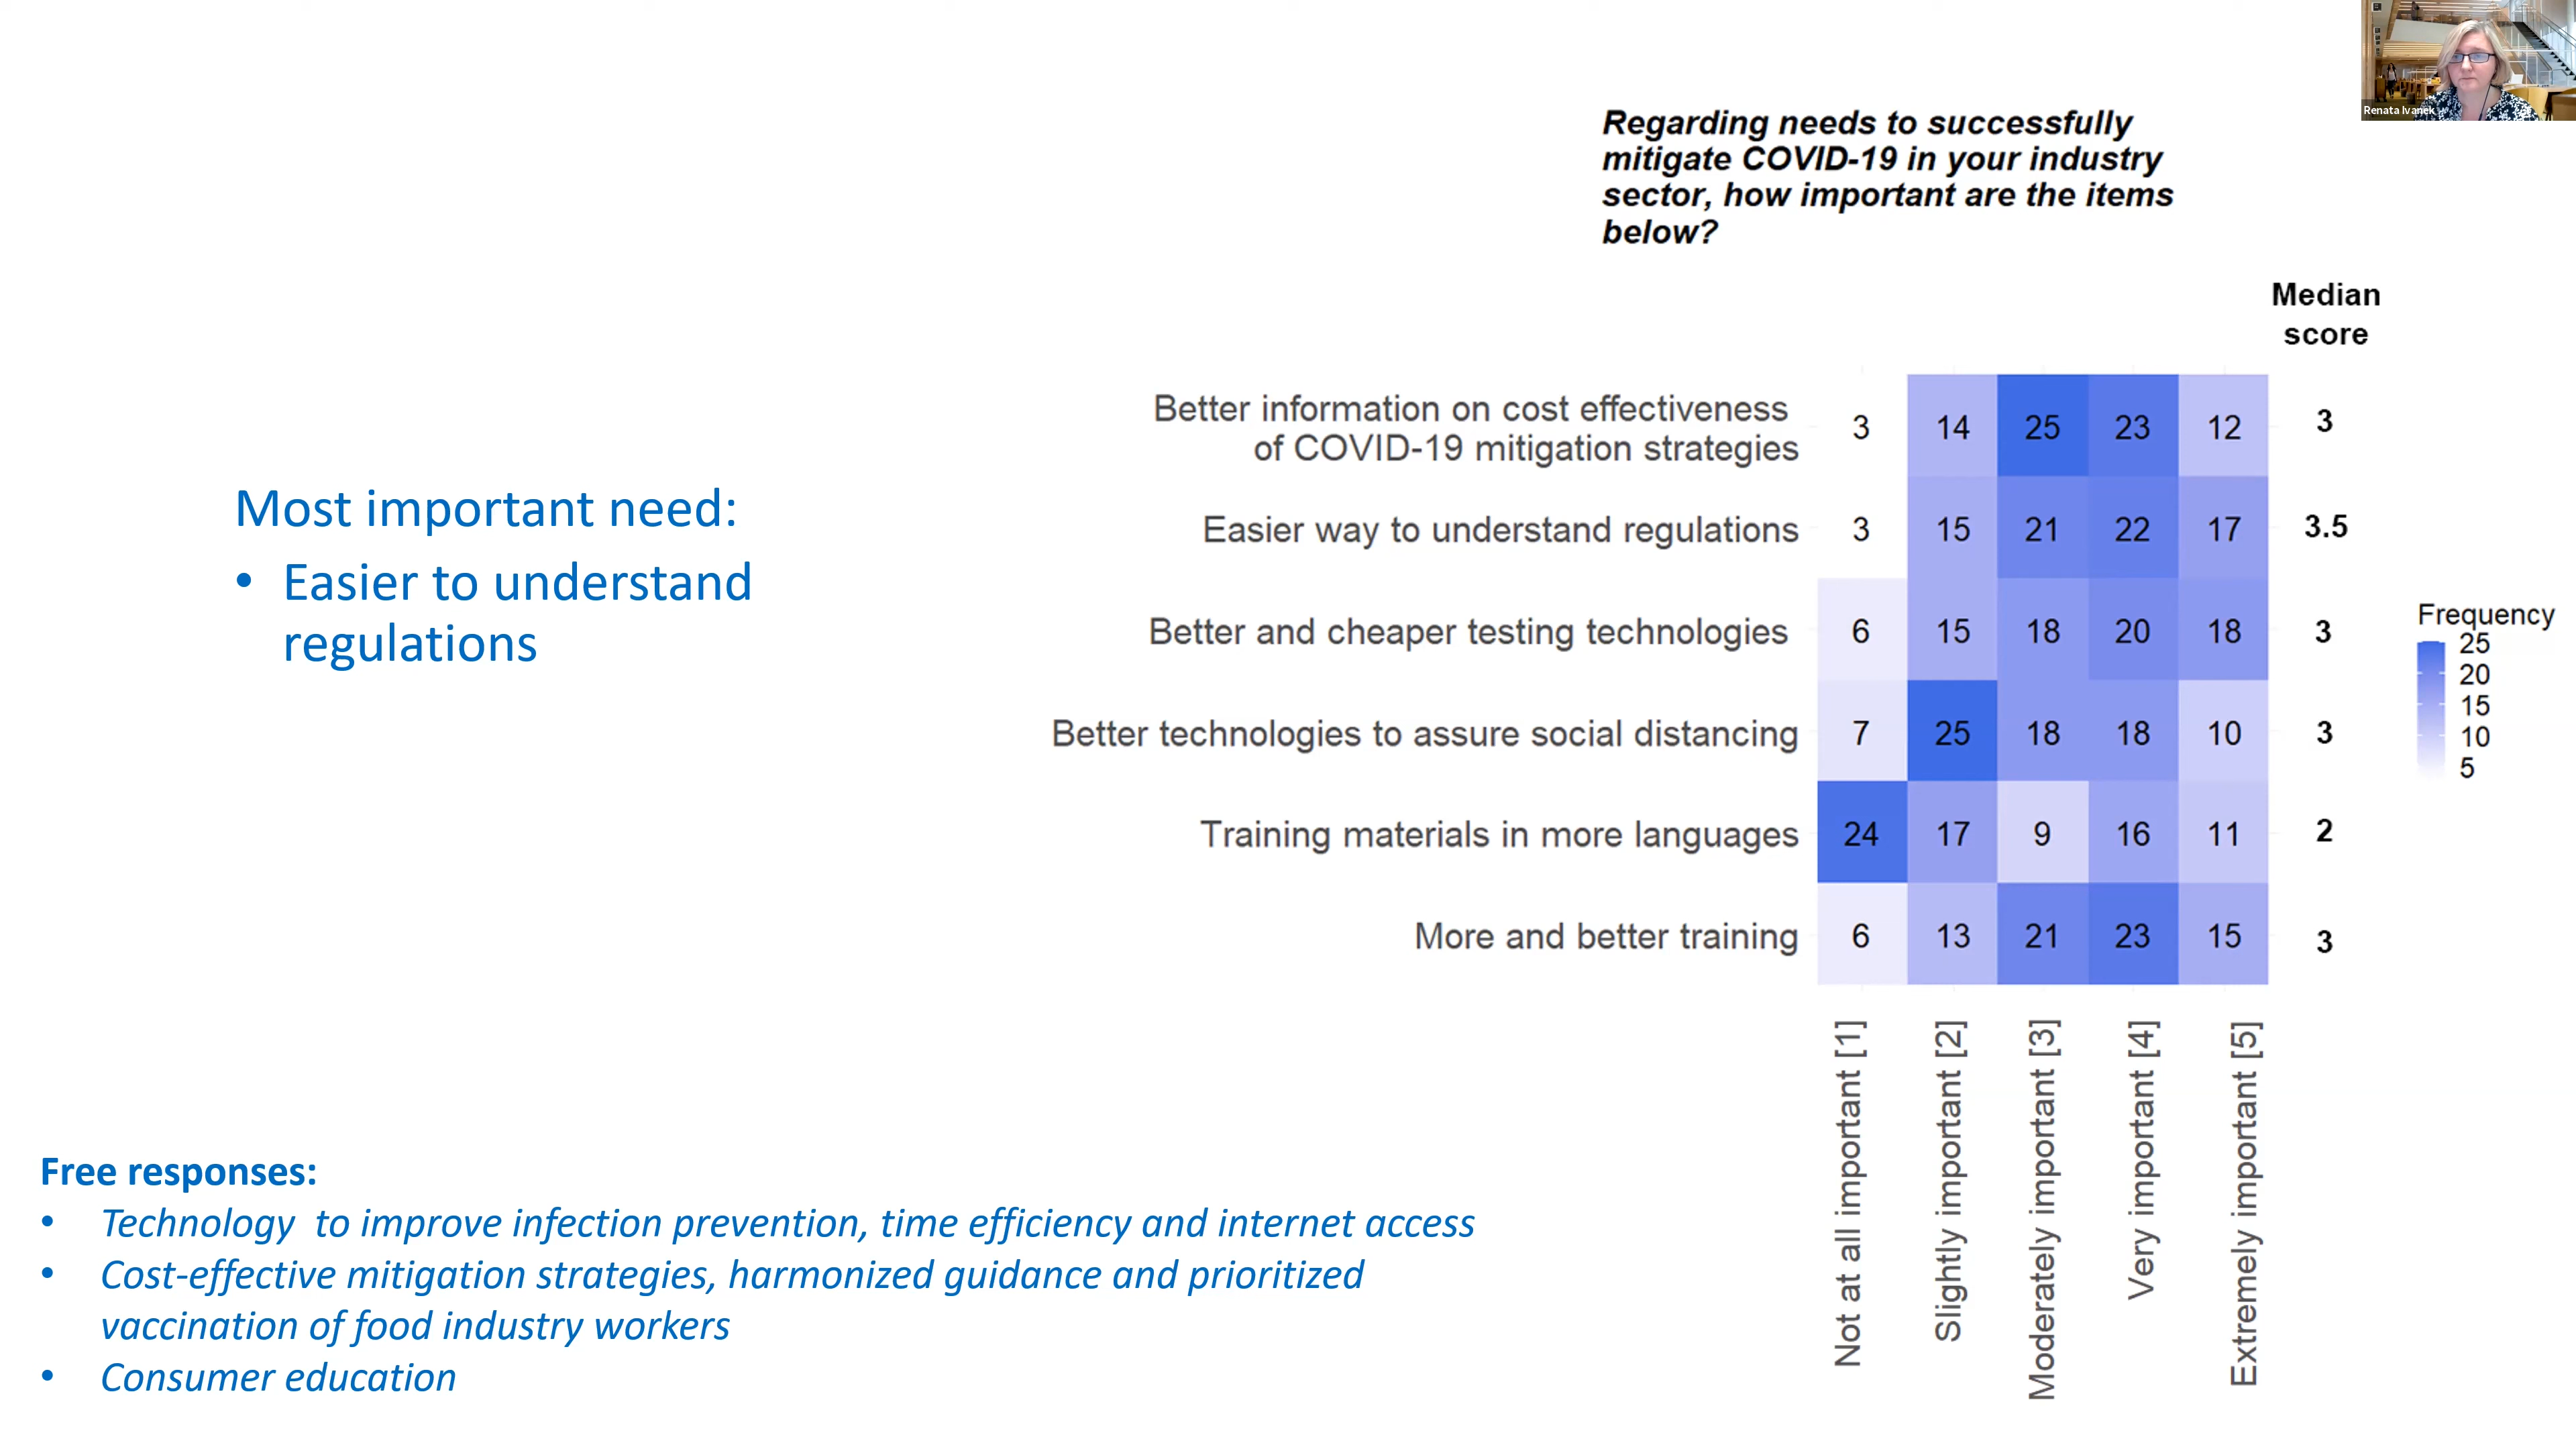 Renata Ivanek
Regarding needs to successfully
mitigate COVID-19 in your industry
sector, how important are the items
below?
Median
score
Better information on cost effectiveness
of COVID-19 mitigation strategies
3 14 25 23 12 3
Easier way to understand regulations 3 15 21 22 17 3.5
Better and cheaper testing technologies 6 15 18 20 18 3
Better technologies to assure social distancing 7 25 18 18 10 3
Training materials in more languages 24 17 9 16 11 2
More and better training 6 13 21 23 15 3
Not at all important [1]
Slightly important [2]
Moderately important [3]
Very important [4]
Extremely important [5]
Frequency
25
20
15
10
5
Most important need:
• Easier to understand
regulations
Free responses:
• Technology to improve infection prevention, time efficiency and internet access
• Cost-effective mitigation strategies, harmonized guidance and prioritized
vaccination of food industry workers
• Consumer education